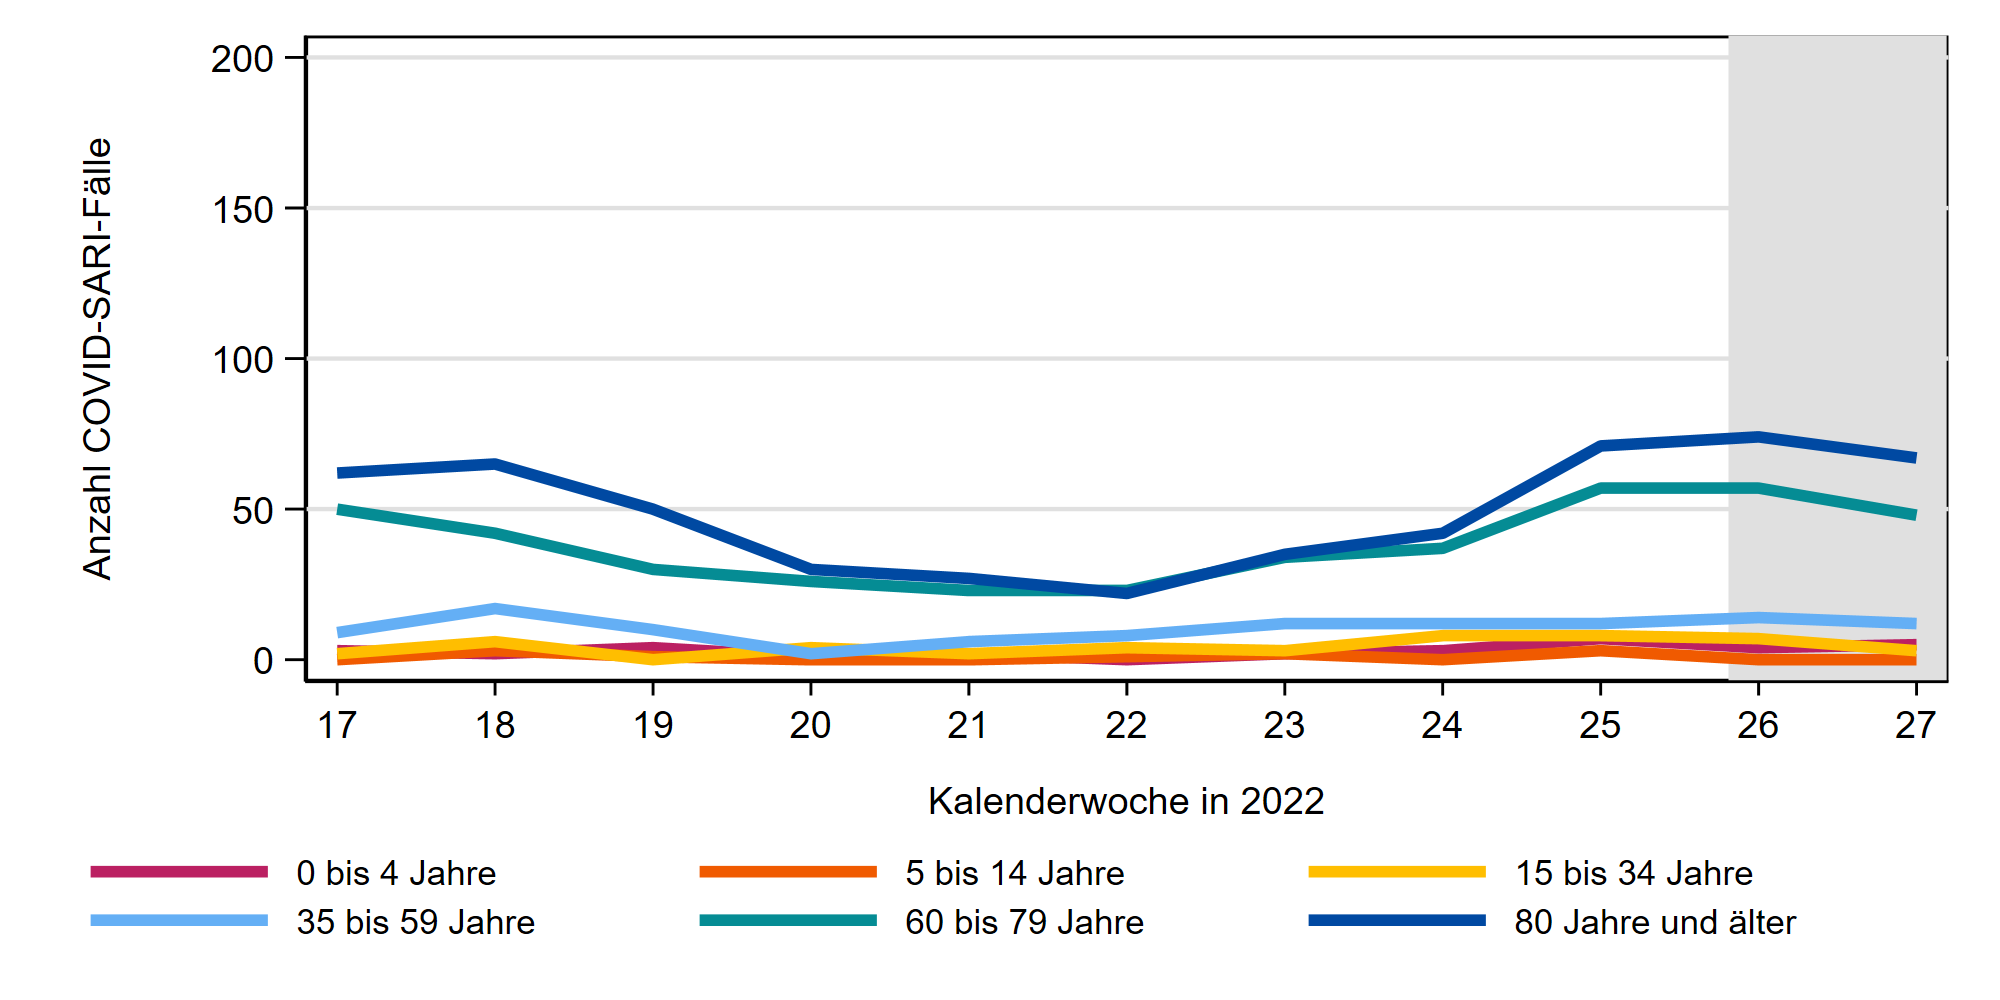 Anzahl COVID-SARI-Fälle
200
150
100
50
0
17 18 19 20 21 22 23 24 25 26 27
Kalenderwoche in 2022
0 bis 4 Jahre 5 bis 14 Jahre 15 bis 34 Jahre
35 bis 59 Jahre 60 bis 79 Jahre 80 Jahre und älter